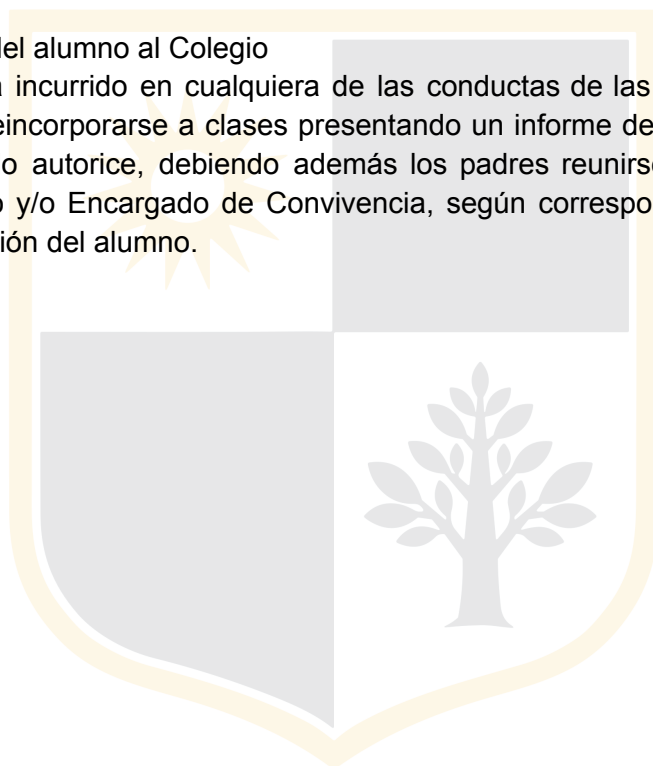 del alumno al Colegio
incurrido en cualquiera de las conductas de las
eincorporarse a clases presentando un informe de
o autorice, debiendo además los padres reunirs
o y/o Encargado de Convivencia, según correspo
ión del alumno.